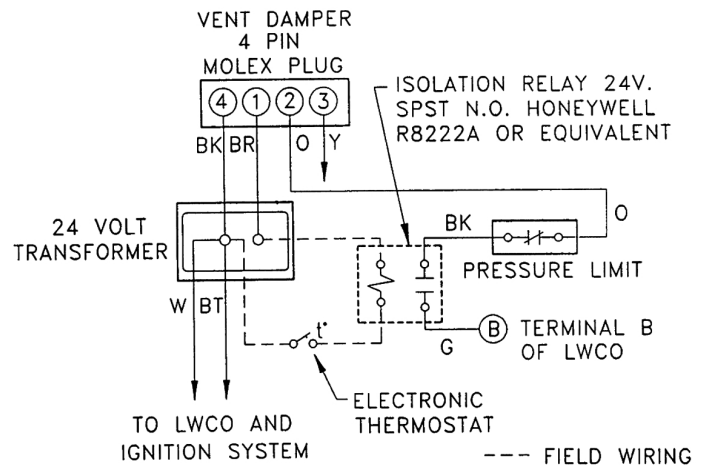 VENT DAMPER
4 PIN
MOLEX PLUG
4 1 2 3
BK BR O Y
ISOLATION RELAY 24V.
SPST N.O. HONEYWELL
R8222A OR EQUIVALENT
24 VOLT
TRANSFORMER
BK
O
PRESSURE LIMIT
W BT
t°
G
B
TERMINAL B
OF LWCO
ELECTRONIC
THERMOSTAT
TO LWCO AND
IGNITION SYSTEM
--- FIELD WIRING